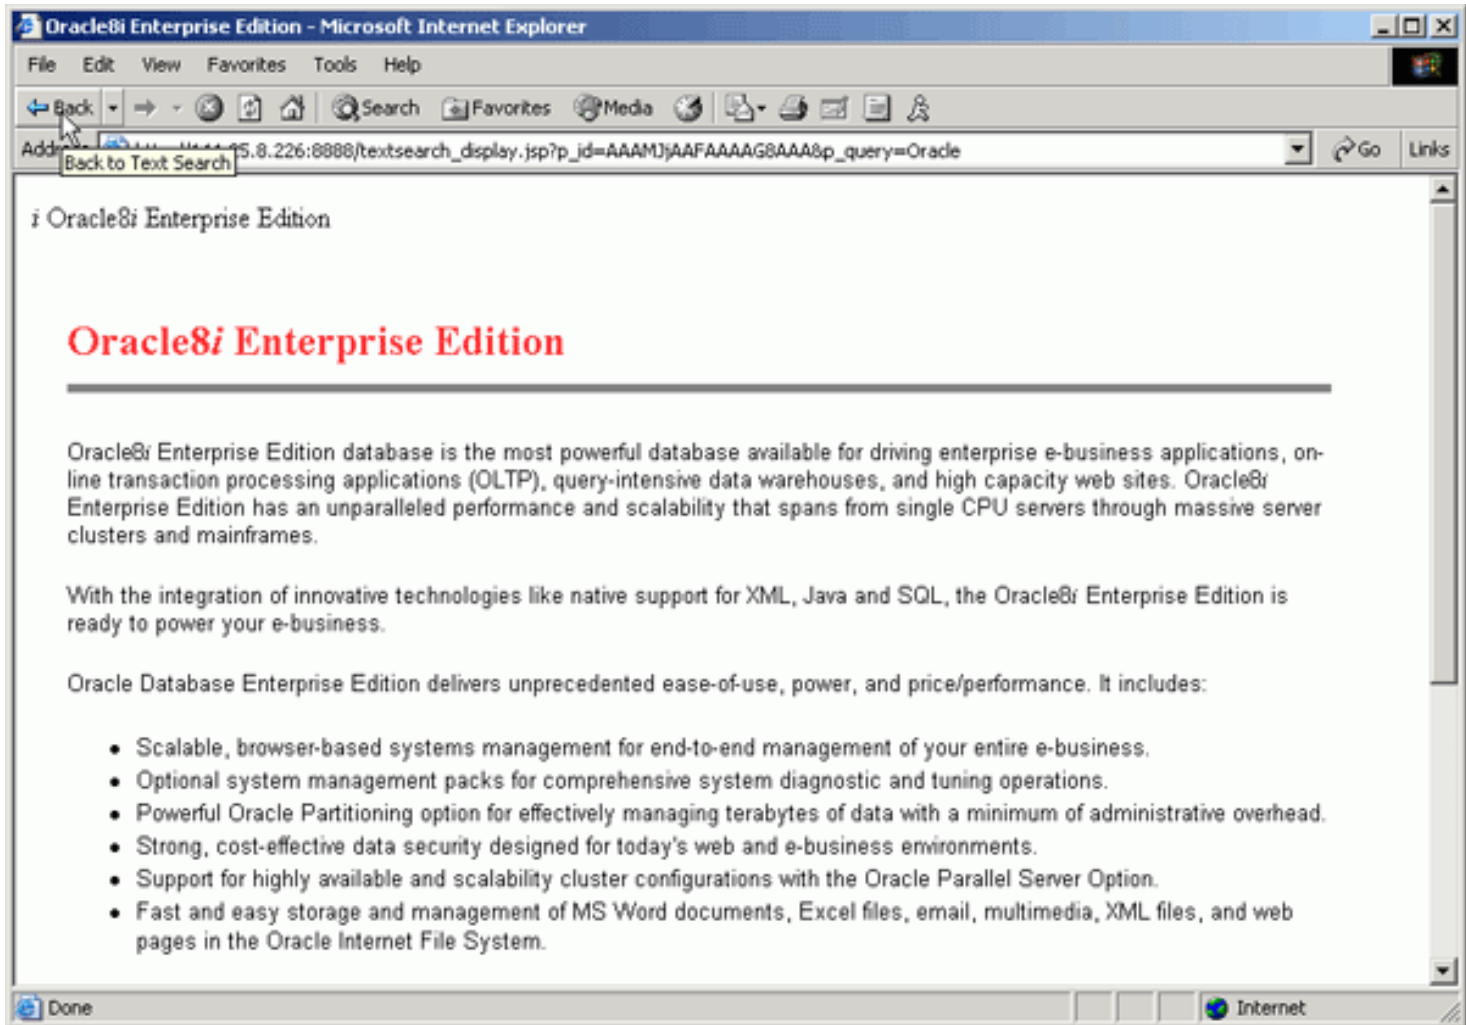 Oracle8i Enterprise Edition - Microsoft Internet Explorer
File Edit View Favorites Tools Help
Back Search Favorites Media
5.8.226:8888/textsearch_display.jsp?p_id=AAAMJjAAFAAAAG8AAA&p_query=Oracle Go Links
Back to Text Search
i Oracle8i Enterprise Edition
Oracle8i Enterprise Edition
Oracle8i Enterprise Edition database is the most powerful database available for driving enterprise e-business applications, on-
line transaction processing applications (OLTP), query-intensive data warehouses, and high capacity web sites. Oracle8i
Enterprise Edition has an unparalleled performance and scalability that spans from single CPU servers through massive server
clusters and mainframes.
With the integration of innovative technologies like native support for XML, Java and SQL, the Oracle8i Enterprise Edition is
ready to power your e-business.
Oracle Database Enterprise Edition delivers unprecedented ease-of-use, power, and price/performance. It includes:
• Scalable, browser-based systems management for end-to-end management of your entire e-business.
• Optional system management packs for comprehensive system diagnostic and tuning operations.
• Powerful Oracle Partitioning option for effectively managing terabytes of data with a minimum of administrative overhead.
• Strong, cost-effective data security designed for today's web and e-business environments.
• Support for highly available and scalability cluster configurations with the Oracle Parallel Server Option.
• Fast and easy storage and management of MS Word documents, Excel files, email, multimedia, XML files, and web
pages in the Oracle Internet File System.
Done Internet